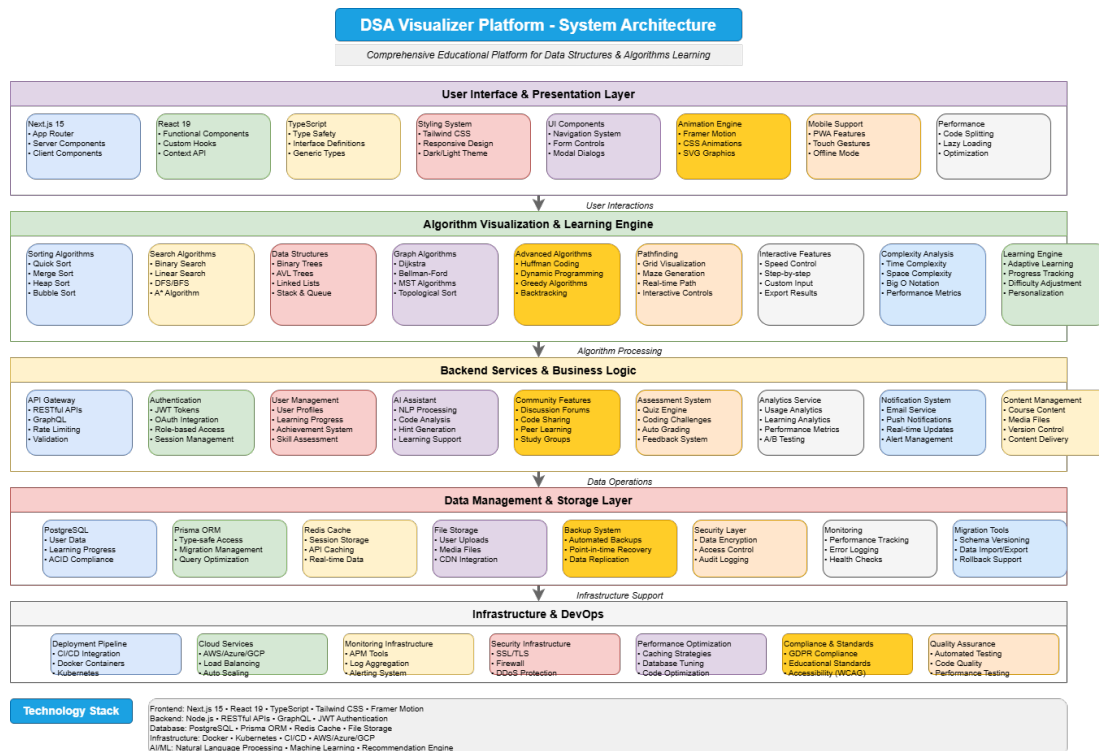 DSA Visualizer Platform - System Architecture
Comprehensive Educational Platform for Data Structures & Algorithms Learning
User Interface & Presentation Layer
Next.js 15
• App Router
• Server Components
• Client Components
React 19
• Functional Components
• Custom Hooks
• Context API
TypeScript
• Type Safety
• Interface Definitions
• Generic Types
Styling System
• Tailwind CSS
• Responsive Design
• Dark/Light Theme
UI Components
• Navigation System
• Form Controls
• Modal Dialogs
Animation Engine
• Framer Motion
• CSS Animations
• SVG Graphics
Mobile Support
• PWA Features
• Touch Gestures
• Offline Mode
Performance
• Code Splitting
• Lazy Loading
• Optimization
User Interactions
Algorithm Visualization & Learning Engine
Sorting Algorithms
• Quick Sort
• Merge Sort
• Heap Sort
• Bubble Sort
Search Algorithms
• Binary Search
• Linear Search
• DFS/BFS
• A* Algorithm
Data Structures
• Binary Trees
• AVL Trees
• Linked Lists
• Stack & Queue
Graph Algorithms
• Dijkstra
• Bellman-Ford
• MST Algorithms
• Topological Sort
Advanced Algorithms
• Huffman Coding
• Dynamic Programming
• Greedy Algorithms
• Backtracking
Pathfinding
• Grid Visualization
• Maze Generation
• Real-time Path
• Interactive Controls
Interactive Features
• Speed Control
• Step-by-step
• Custom Input
• Export Results
Complexity Analysis
• Time Complexity
• Space Complexity
• Big O Notation
• Performance Metrics
Learning Engine
• Adaptive Learning
• Progress Tracking
• Difficulty Adjustment
• Personalization
Algorithm Processing
Backend Services & Business Logic
API Gateway
• RESTful APIs
• GraphQL
• Rate Limiting
• Validation
Authentication
• JWT Tokens
• OAuth Integration
• Role-based Access
• Session Management
User Management
• User Profiles
• Learning Progress
• Achievement System
• Skill Assessment
AI Assistant
• NLP Processing
• Code Analysis
• Hint Generation
• Learning Support
Community Features
• Discussion Forums
• Code Sharing
• Peer Learning
• Study Groups
Assessment System
• Quiz Engine
• Coding Challenges
• Auto Grading
• Feedback System
Analytics Service
• Usage Analytics
• Learning Analytics
• Performance Metrics
• A/B Testing
Notification System
• Email Service
• Push Notifications
• Real-time Updates
• Alert Management
Content Management
• Course Content
• Media Files
• Version Control
• Content Delivery
Data Operations
Data Management & Storage Layer
PostgreSQL
• User Data
• Learning Progress
• ACID Compliance
Prisma ORM
• Type-safe Access
• Migration Management
• Query Optimization
Redis Cache
• Session Storage
• API Caching
• Real-time Data
File Storage
• User Uploads
• Media Files
• CDN Integration
Backup System
• Automated Backups
• Point-in-time Recovery
• Data Replication
Security Layer
• Data Encryption
• Access Control
• Audit Logging
Monitoring
• Performance Tracking
• Error Logging
• Health Checks
Migration Tools
• Schema Versioning
• Data Import/Export
• Rollback Support
Infrastructure Support
Infrastructure & DevOps
Deployment Pipeline
• CI/CD Integration
• Docker Containers
• Kubernetes
Cloud Services
• AWS/Azure/GCP
• Load Balancing
• Auto Scaling
Monitoring Infrastructure
• APM Tools
• Log Aggregation
• Alerting System
Security Infrastructure
• SSL/TLS
• Firewall
• DDoS Protection
Performance Optimization
• Caching Strategies
• Database Tuning
• Code Optimization
Compliance & Standards
• GDPR Compliance
• Educational Standards
• Accessibility (WCAG)
Quality Assurance
• Automated Testing
• Code Quality
• Performance Testing
Technology Stack
Frontend: Next.js 15 • React 19 • TypeScript • Tailwind CSS • Framer Motion
Backend: Node.js • RESTful APIs • GraphQL • JWT Authentication
Database: PostgreSQL • Prisma ORM • Redis Cache • File Storage
Infrastructure: Docker • Kubernetes • CI/CD • AWS/Azure/GCP
AI/ML: Natural Language Processing • Machine Learning • Recommendation Engine